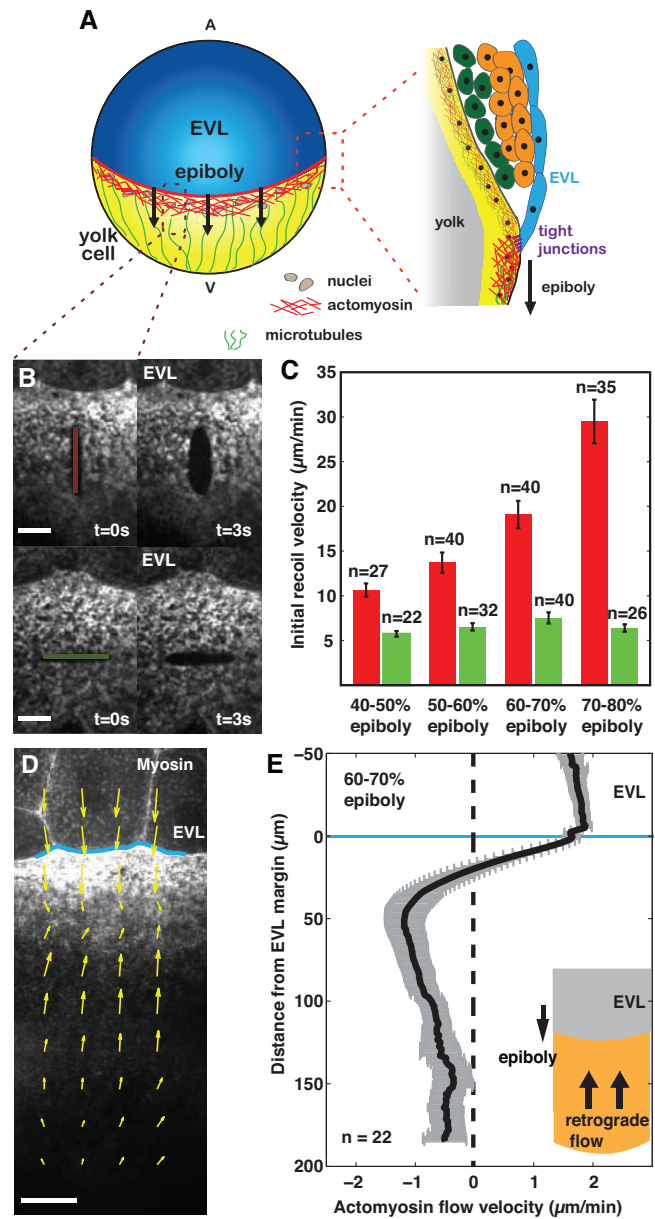 A
A
EVL
epiboly
yolk
cell
V
nuclei
actomyosin
microtubules
yolk
EVL
tight
junctions
epiboly
B
EVL
t=0s
t=3s
EVL
t=0s
t=3s
C
Initial recoil velocity (µm/min)
35
30
25
20
15
10
5
n=27
n=22
n=40
n=32
n=40
n=40
n=35
n=26
40-50%
epiboly
50-60%
epiboly
60-70%
epiboly
70-80%
epiboly
D
Myosin
EVL
E
60-70%
epiboly
EVL
Distance from EVL margin (µm)
−50
0
50
100
150
200
EVL
epiboly
retrograde
flow
n = 22
−2
−1
0
1
2
Actomyosin flow velocity (µm/min)